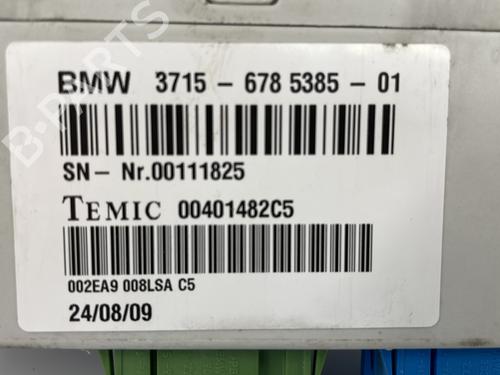 B-PARTS
BMW 3715 - 678 5385 - 01
SN - Nr.00111825
TEMIC 00401482C5
002EA9 008LSA C5
24/08/09